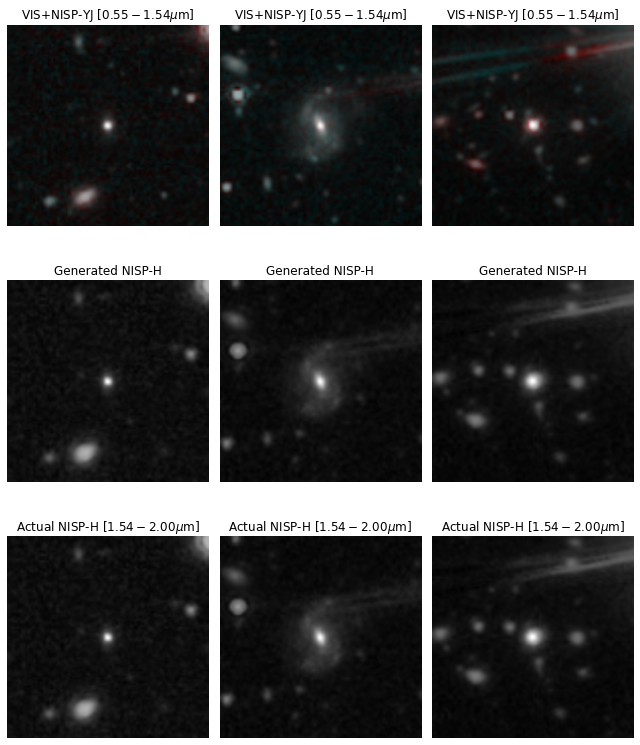 VIS+NISP-YJ [0.55 − 1.54μm]
VIS+NISP-YJ [0.55 − 1.54μm]
VIS+NISP-YJ [0.55 − 1.54μm]
Generated NISP-H
Generated NISP-H
Generated NISP-H
Actual NISP-H [1.54 − 2.00μm]
Actual NISP-H [1.54 − 2.00μm]
Actual NISP-H [1.54 − 2.00μm]